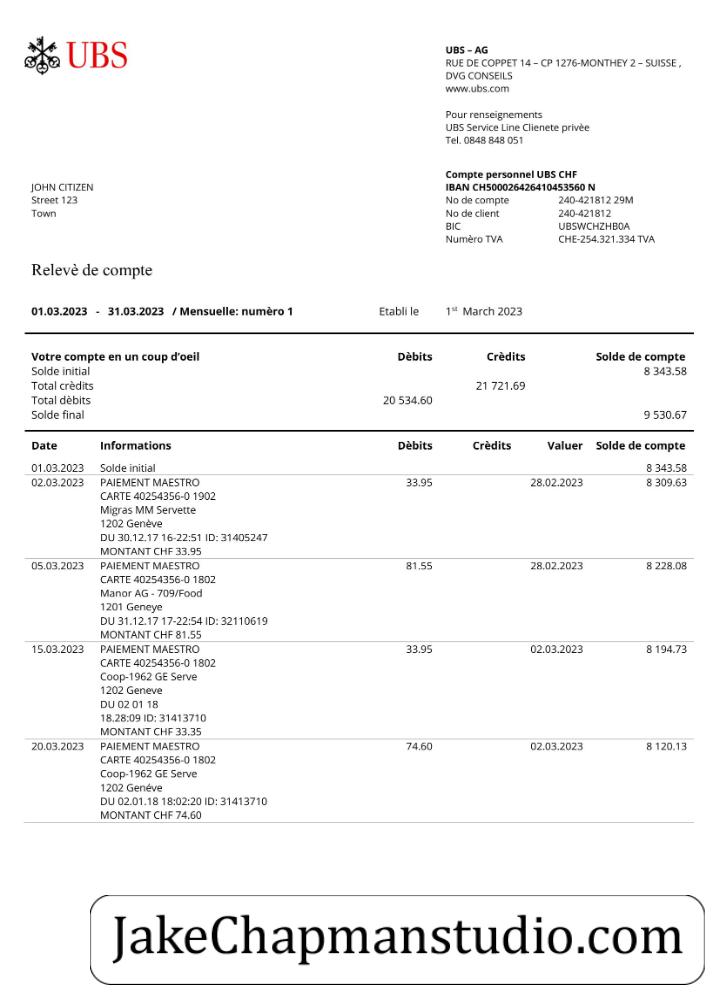 UBS
UBS – AG
RUE DE COPPET 14 – CP 1276-MONTHEY 2 – SUISSE ,
DVG CONSEILS
www.ubs.com
Pour renseignements
UBS Service Line Clienete privèe
Tel. 0848 848 051
Compte personnel UBS CHF
JOHN CITIZEN IBAN CH500026426410453560 N
Street 123 No de compte 240-421812 29M
Town No de client 240-421812
BIC UBSWCHZHB0A
Numèro TVA CHE-254.321.334 TVA
Relevè de compte
01.03.2023 - 31.03.2023 / Mensuelle: numèro 1 Etabli le 1st March 2023
Votre compte en un coup d'oeil Dèbits Crèdits Solde de compte
Solde initial 8 343.58
Total crèdits 21 721.69
Total dèbits 20 534.60
Solde final 9 530.67
Date Informations Dèbits Crèdits Valuer Solde de compte
01.03.2023 Solde initial 8 343.58
02.03.2023 PAIEMENT MAESTRO 33.95 28.02.2023 8 309.63
CARTE 40254356-0 1902
Migras MM Servette
1202 Genève
DU 30.12.17 16-22:51 ID: 31405247
MONTANT CHF 33.95
05.03.2023 PAIEMENT MAESTRO 81.55 28.02.2023 8 228.08
CARTE 40254356-0 1802
Manor AG - 709/Food
1201 Geneye
DU 31.12.17 17-22:54 ID: 32110619
MONTANT CHF 81.55
15.03.2023 PAIEMENT MAESTRO 33.95 02.03.2023 8 194.73
CARTE 40254356-0 1802
Coop-1962 GE Serve
1202 Geneve
DU 02 01 18
18.28:09 ID: 31413710
MONTANT CHF 33.35
20.03.2023 PAIEMENT MAESTRO 74.60 02.03.2023 8 120.13
CARTE 40254356-0 1802
Coop-1962 GE Serve
1202 Genéve
DU 02.01.18 18:02:20 ID: 31413710
MONTANT CHF 74.60
JakeChapmanstudio.com